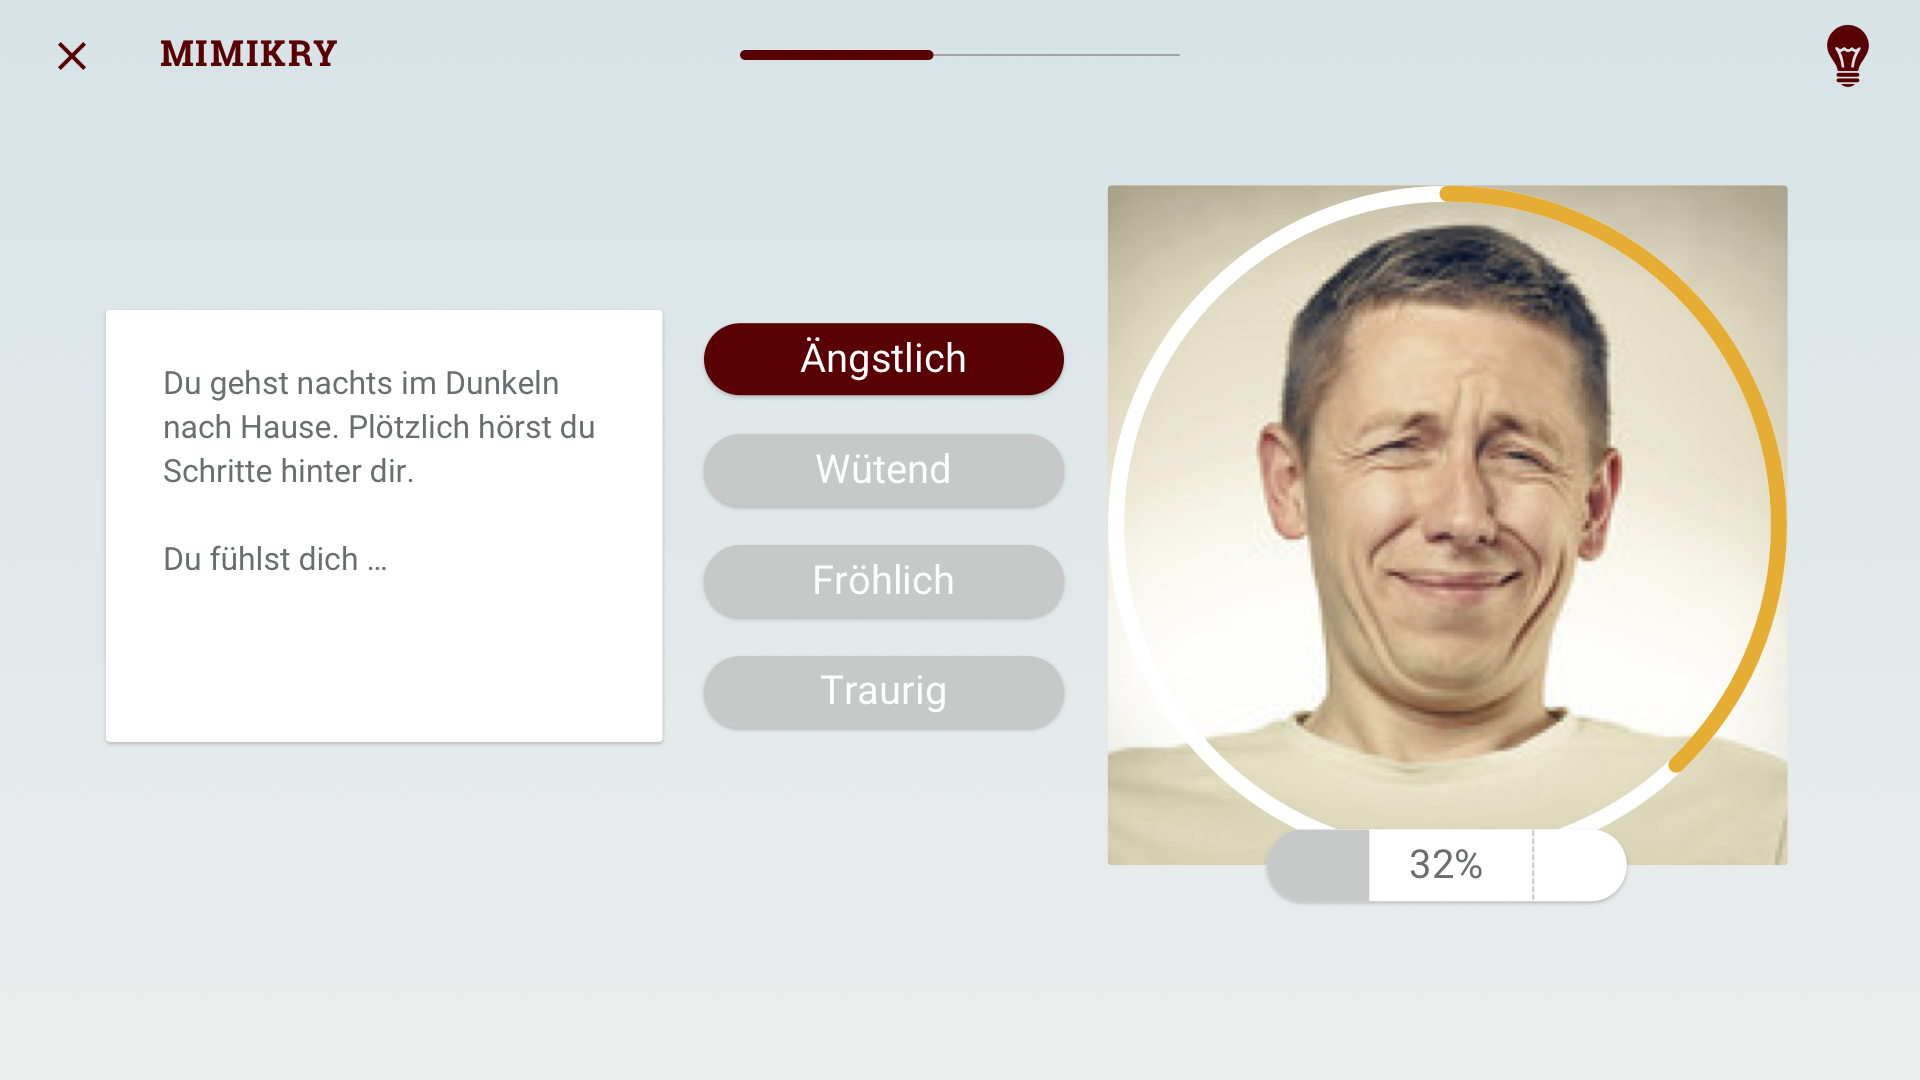 MIMIKRY
Du gehst nachts im Dunkeln
nach Hause. Plötzlich hörst du
Schritte hinter dir.
Du fühlst dich ...
Ängstlich
Wütend
Fröhlich
Traurig
32%